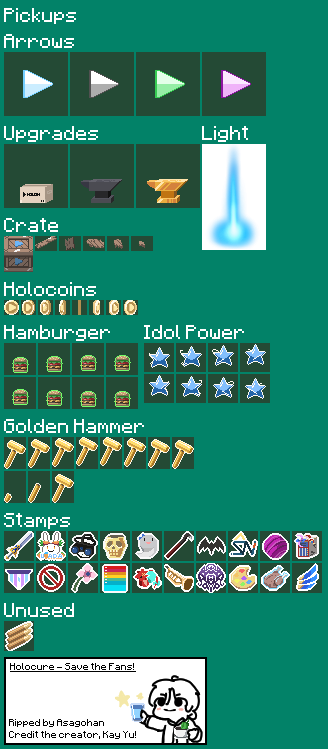 Pickups
Arrows
Upgrades
Light
HOLOX
Crate
Holocoins
Hamburger
Idol Power
Golden Hammer
Stamps
Unused
Holocure - Save the Fans!
Ripped by Asagohan
Credit the creator, Kay Yu!